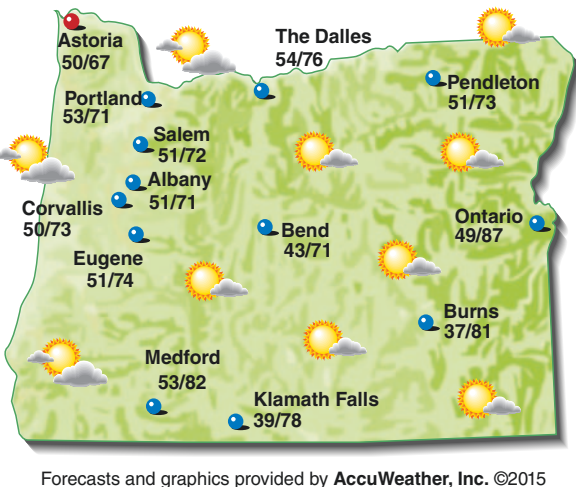 Astoria
50/67
The Dalles
54/76
Pendleton
51/73
Portland
53/71
Salem
51/72
Albany
51/71
Corvallis
50/73
Eugene
51/74
Bend
43/71
Ontario
49/87
Burns
37/81
Medford
53/82
Klamath Falls
39/78
Forecasts and graphics provided by AccuWeather, Inc. ©2015